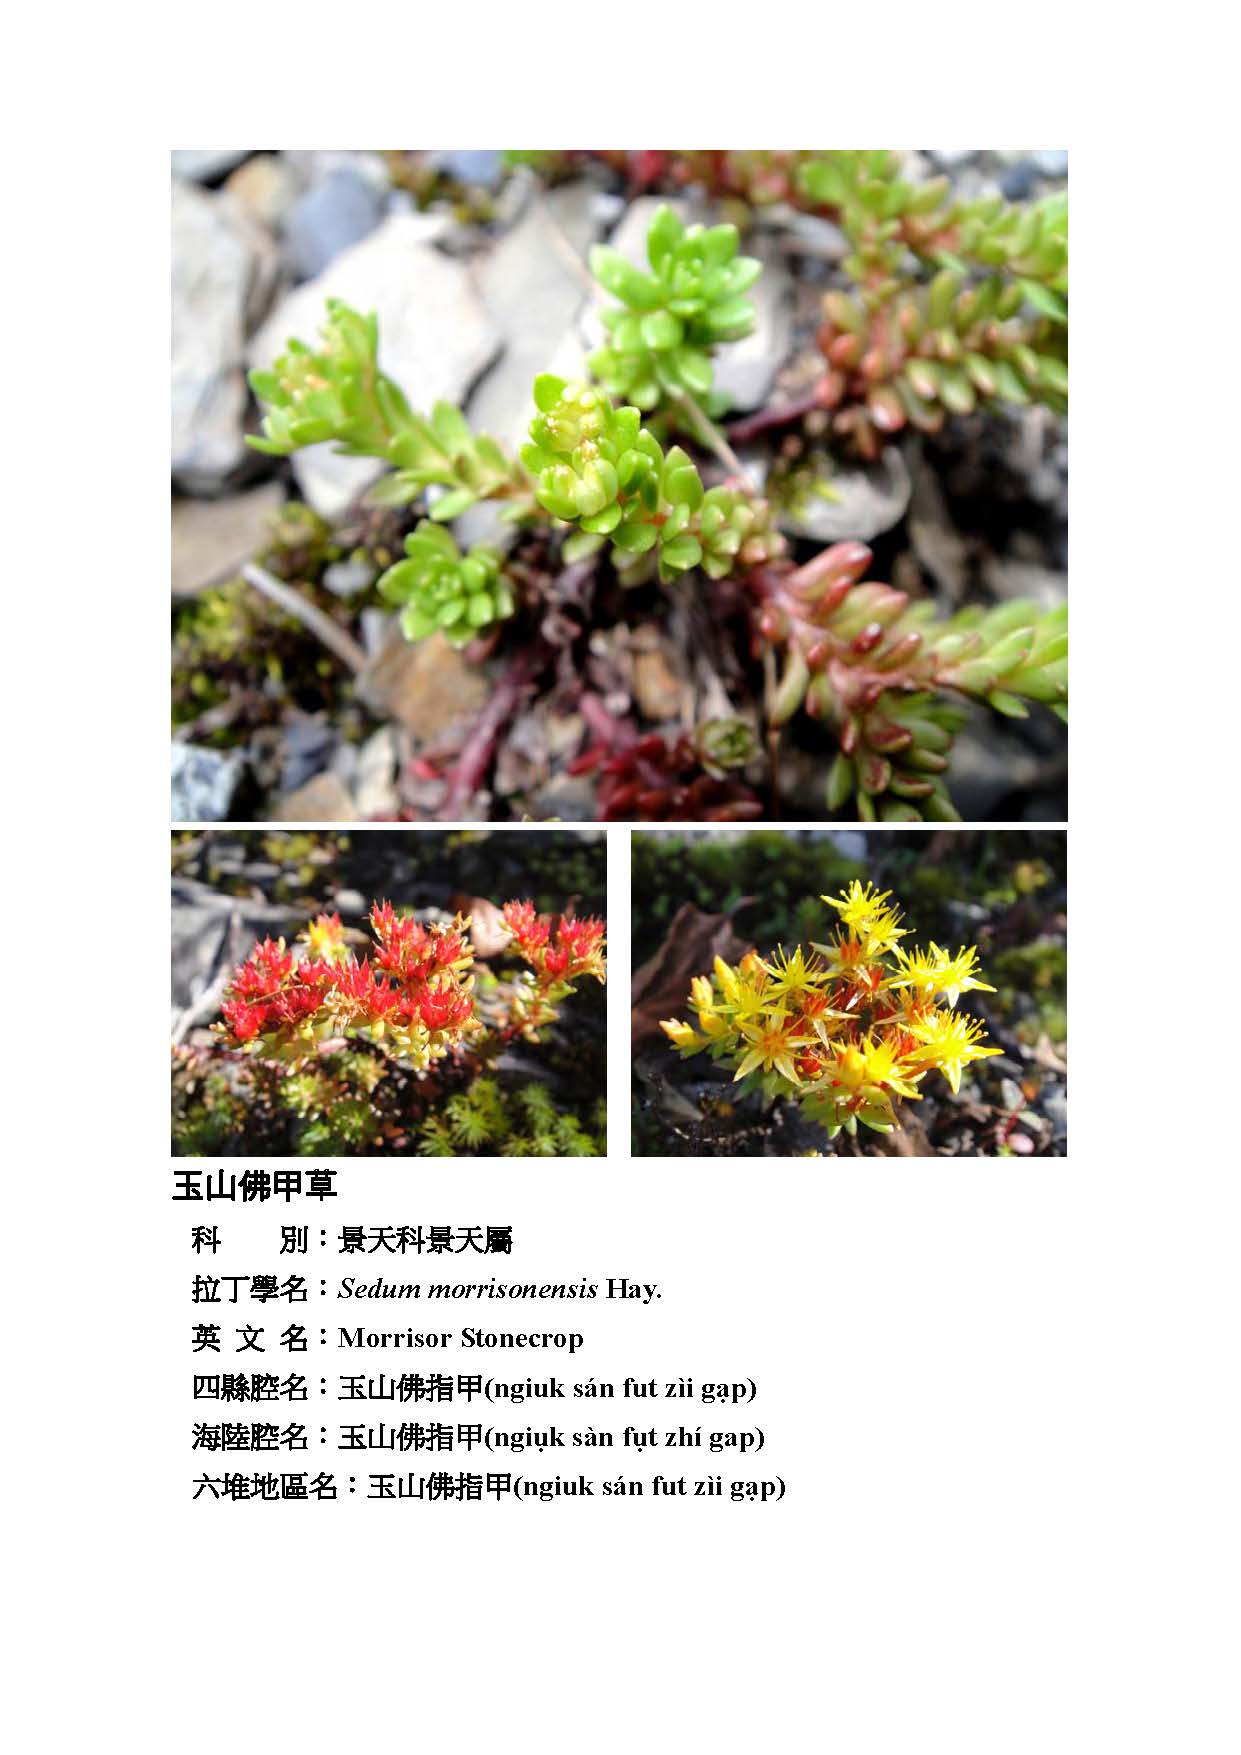 玉山佛甲草
科　　別：景天科景天屬
拉丁學名：Sedum morrisonensis Hay.
英 文 名：Morrisor Stonecrop
四縣腔名：玉山佛指甲(ngiuk sán fut zìi gạp)
海陸腔名：玉山佛指甲(ngiụk sàn fụt zhí gap)
六堆地區名：玉山佛指甲(ngiuk sán fut zìi gạp)